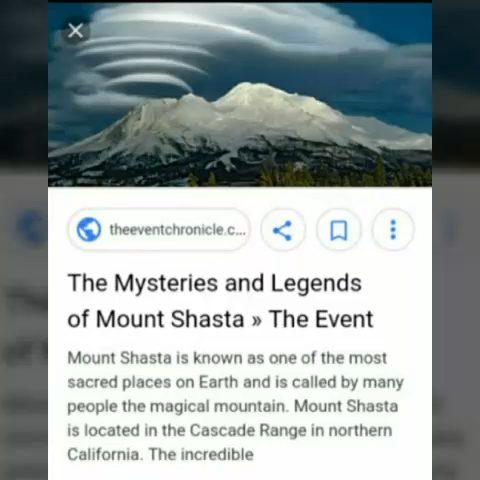 theeventchronicle.c...
The Mysteries and Legends
of Mount Shasta » The Event
Mount Shasta is known as one of the most
sacred places on Earth and is called by many
people the magical mountain. Mount Shasta
is located in the Cascade Range in northern
California. The incredible